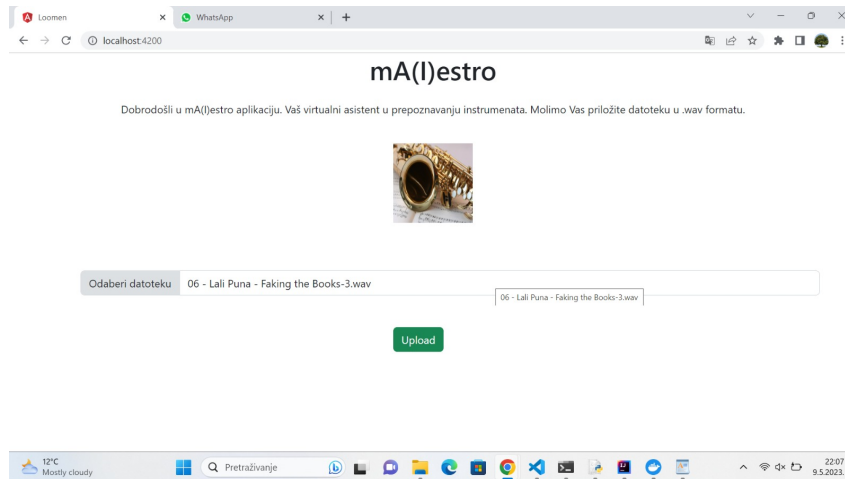 Loomen
WhatsApp
localhost:4200
mA(I)estro
Dobrodošli u mA(I)estro aplikaciju. Vaš virtualni asistent u prepoznavanju instrumenata. Molimo Vas priložite datoteku u .wav formatu.
Odaberi datoteku 06 - Lali Puna - Faking the Books-3.wav
06 - Lali Puna - Faking the Books-3.wav
Upload
12°C
Mostly cloudy
Pretraživanje
22:07
9.5.2023.